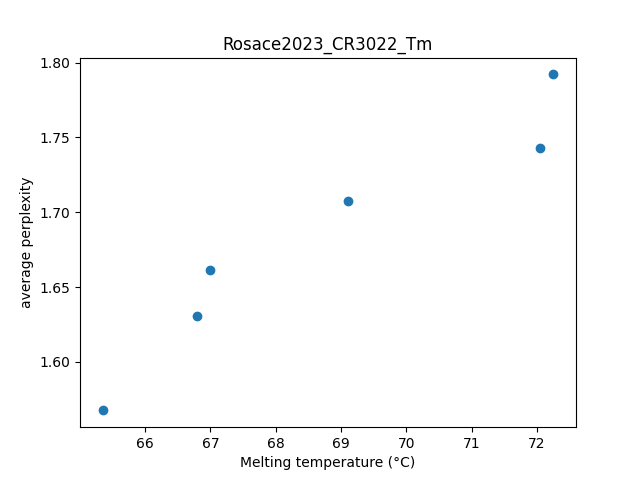 Rosace2023_CR3022_Tm
1.80
1.75
1.70
1.65
1.60
average perplexity
66 67 68 69 70 71 72
Melting temperature (°C)